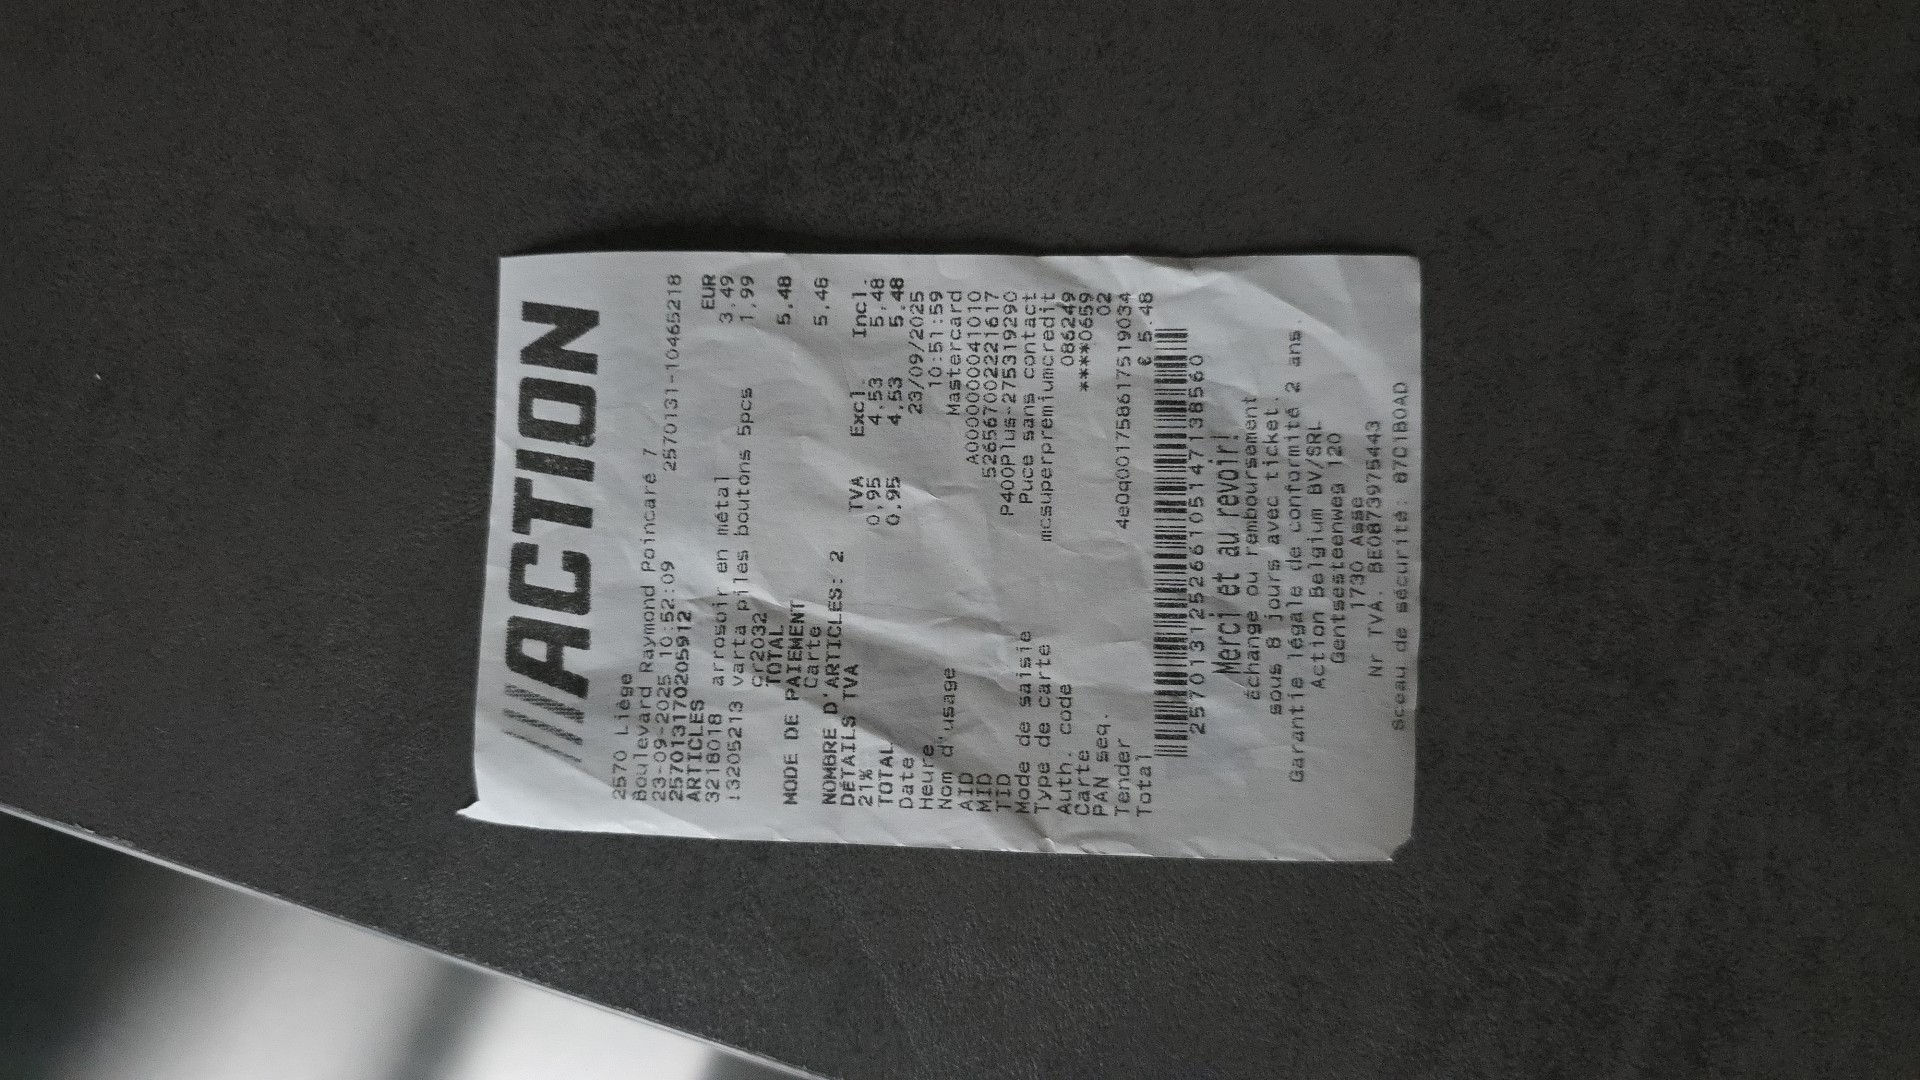 ///ACTION
2570 Liège
Boulevard Raymond Poincaré 7
23-09-2025 10:52:09 2570131-10465218
2570131702059​12
ARTICLES EUR
3218018 arrosoir en métal 3.49
!3205213 varta piles boutons 5pcs 1,99
cr2032
TOTAL 5,48
MODE DE PAIEMENT
Carte 5,48
NOMBRE D'ARTICLES: 2
DÉTAILS TVA TVA Excl. Incl.
21% 0,95 4,53 5,48
TOTAL 0,95 4,53 5,48
Date 23/09/2025
Heure 10:51:59
Nom d'usage Mastercard
AID A0000000041010
MID 526567002221617
TID P400Plus-275319290
Mode de saisie Puce sans contact
Type de carte mcsuperpremiumcredit
Auth. code 086249
Carte ****0659
PAN seq. 02
Tender 4e0q001758617519034
Total € 5.48
257013125266105147138560
Merci et au revoir!
échange ou remboursement
sous 8 jours avec ticket.
Garantie légale de conformité 2 ans.
Action Belgium BV/SRL
Gentsesteenweg 120
1730 Asse
Nr TVA. BE0873975443
Sceau de sécurité: 87C1B0AD